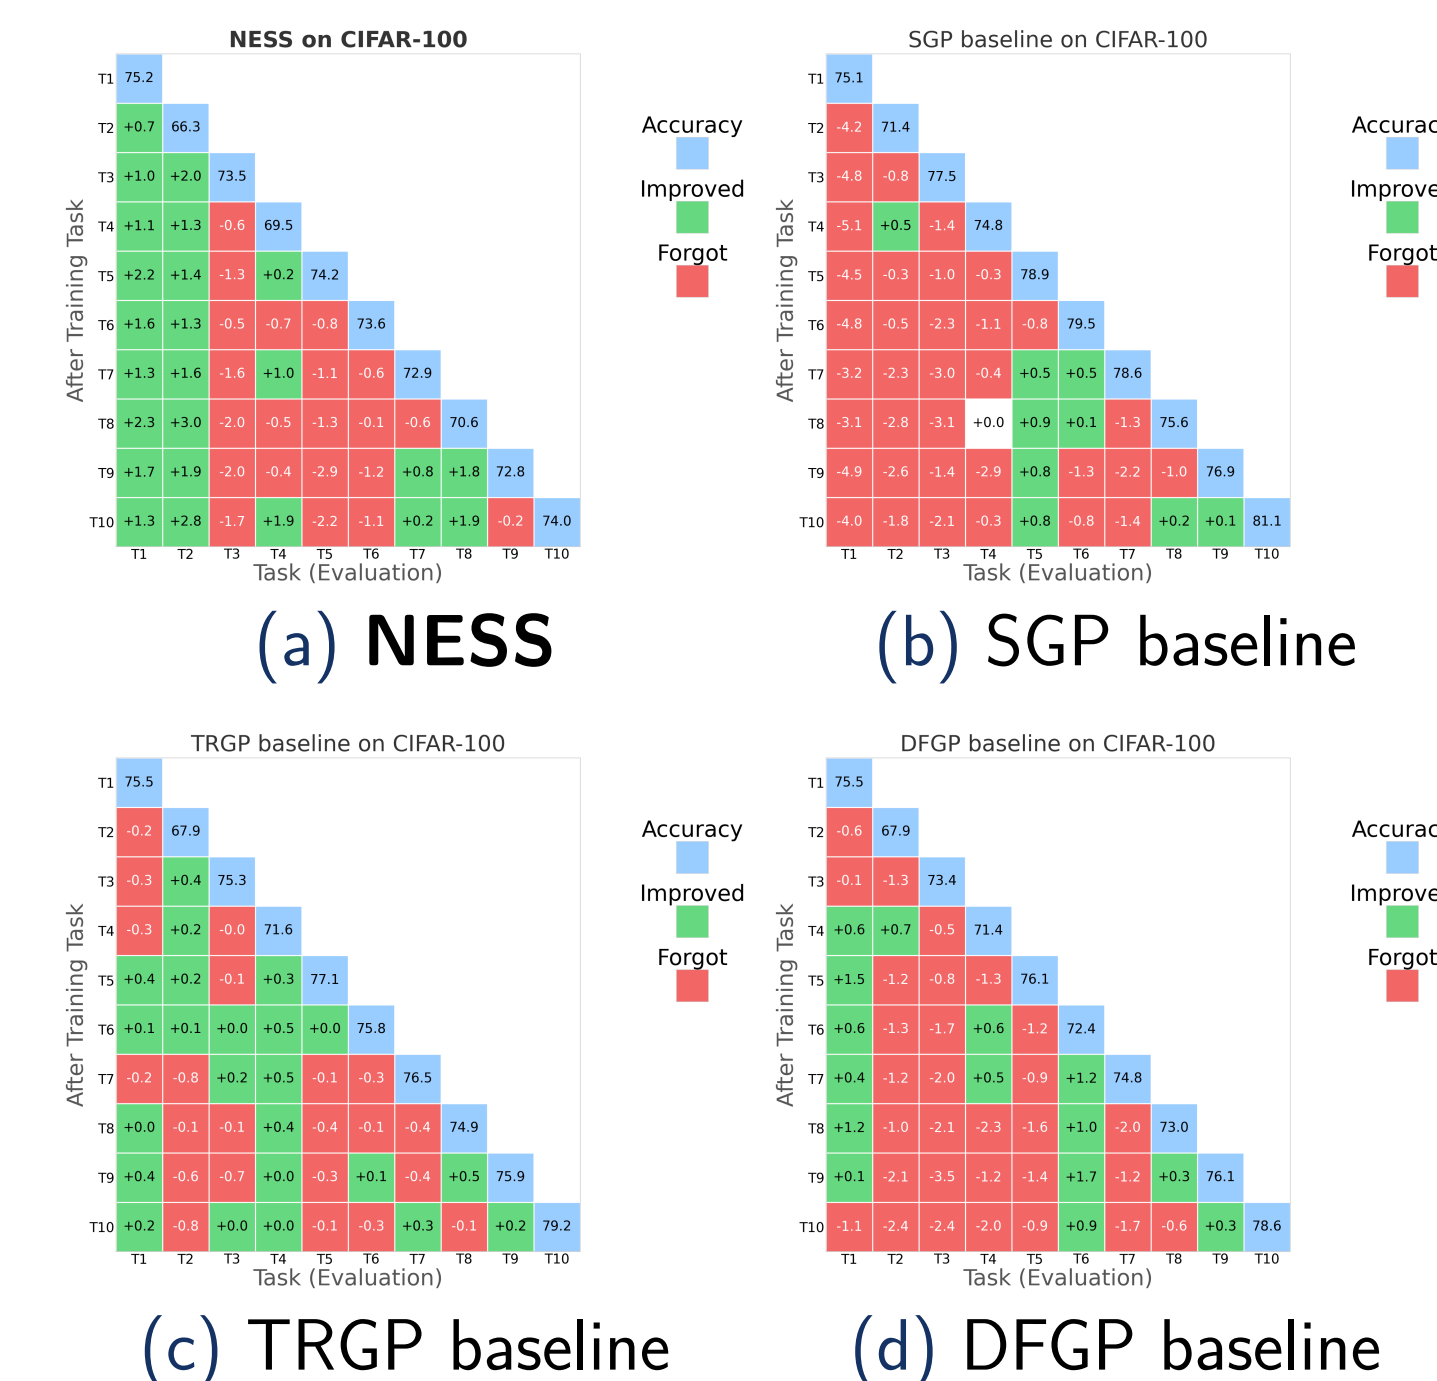 NESS on CIFAR-100
T1 75.2
T2 +0.7 66.3
T3 +1.0 +2.0 73.5
T4 +1.1 +1.3 -0.6 69.5
T5 +2.2 +1.4 -1.3 +0.2 74.2
T6 +1.6 +1.3 -0.5 -0.7 -0.8 73.6
T7 +1.3 +1.6 -1.6 +1.0 -1.1 -0.6 72.9
T8 +2.3 +3.0 -2.0 -0.5 -1.3 -0.1 -0.6 70.6
T9 +1.7 +1.9 -2.0 -0.4 -2.9 -1.2 +0.8 +1.8 72.8
T10 +1.3 +2.8 -1.7 +1.9 -2.2 -1.1 +0.2 +1.9 -0.2 74.0
T1 T2 T3 T4 T5 T6 T7 T8 T9 T10
Task (Evaluation)
After Training Task
Accuracy
Improved
Forgot
(a) NESS
SGP baseline on CIFAR-100
T1 75.1
T2 -4.2 71.4
T3 -4.8 -0.8 77.5
T4 -5.1 +0.5 -1.4 74.8
T5 -4.5 -0.3 -1.0 -0.3 78.9
T6 -4.8 -0.5 -2.3 -1.1 -0.8 79.5
T7 -3.2 -2.3 -3.0 -0.4 +0.5 +0.5 78.6
T8 -3.1 -2.8 -3.1 +0.0 +0.9 +0.1 -1.3 75.6
T9 -4.9 -2.6 -1.4 -2.9 +0.8 -1.3 -2.2 -1.0 76.9
T10 -4.0 -1.8 -2.1 -0.3 +0.8 -0.8 -1.4 +0.2 +0.1 81.1
T1 T2 T3 T4 T5 T6 T7 T8 T9 T10
Task (Evaluation)
After Training Task
Accurac
Improve
Forgot
(b) SGP baseline
TRGP baseline on CIFAR-100
T1 75.5
T2 -0.2 67.9
T3 -0.3 +0.4 75.3
T4 -0.3 +0.2 -0.0 71.6
T5 +0.4 +0.2 -0.1 +0.3 77.1
T6 +0.1 +0.1 +0.0 +0.5 +0.0 75.8
T7 -0.2 -0.8 +0.2 +0.5 -0.1 -0.3 76.5
T8 +0.0 -0.1 -0.1 +0.4 -0.4 -0.1 -0.4 74.9
T9 +0.4 -0.6 -0.7 +0.0 -0.3 +0.1 -0.4 +0.5 75.9
T10 +0.2 -0.8 +0.0 +0.0 -0.1 -0.3 +0.3 -0.1 +0.2 79.2
T1 T2 T3 T4 T5 T6 T7 T8 T9 T10
Task (Evaluation)
After Training Task
Accuracy
Improved
Forgot
(c) TRGP baseline
DFGP baseline on CIFAR-100
T1 75.5
T2 -0.6 67.9
T3 -0.1 -1.3 73.4
T4 +0.6 +0.7 -0.5 71.4
T5 +1.5 -1.2 -0.8 -1.3 76.1
T6 +0.6 -1.3 -1.7 +0.6 -1.2 72.4
T7 +0.4 -1.2 -2.0 +0.5 -0.9 +1.2 74.8
T8 +1.2 -1.0 -2.1 -2.3 -1.6 +1.0 -2.0 73.0
T9 +0.1 -2.1 -3.5 -1.2 -1.4 +1.7 -1.2 +0.3 76.1
T10 -1.1 -2.4 -2.4 -2.0 -0.9 +0.9 -1.7 -0.6 +0.3 78.6
T1 T2 T3 T4 T5 T6 T7 T8 T9 T10
Task (Evaluation)
After Training Task
Accurac
Improve
Forgot
(d) DFGP baseline